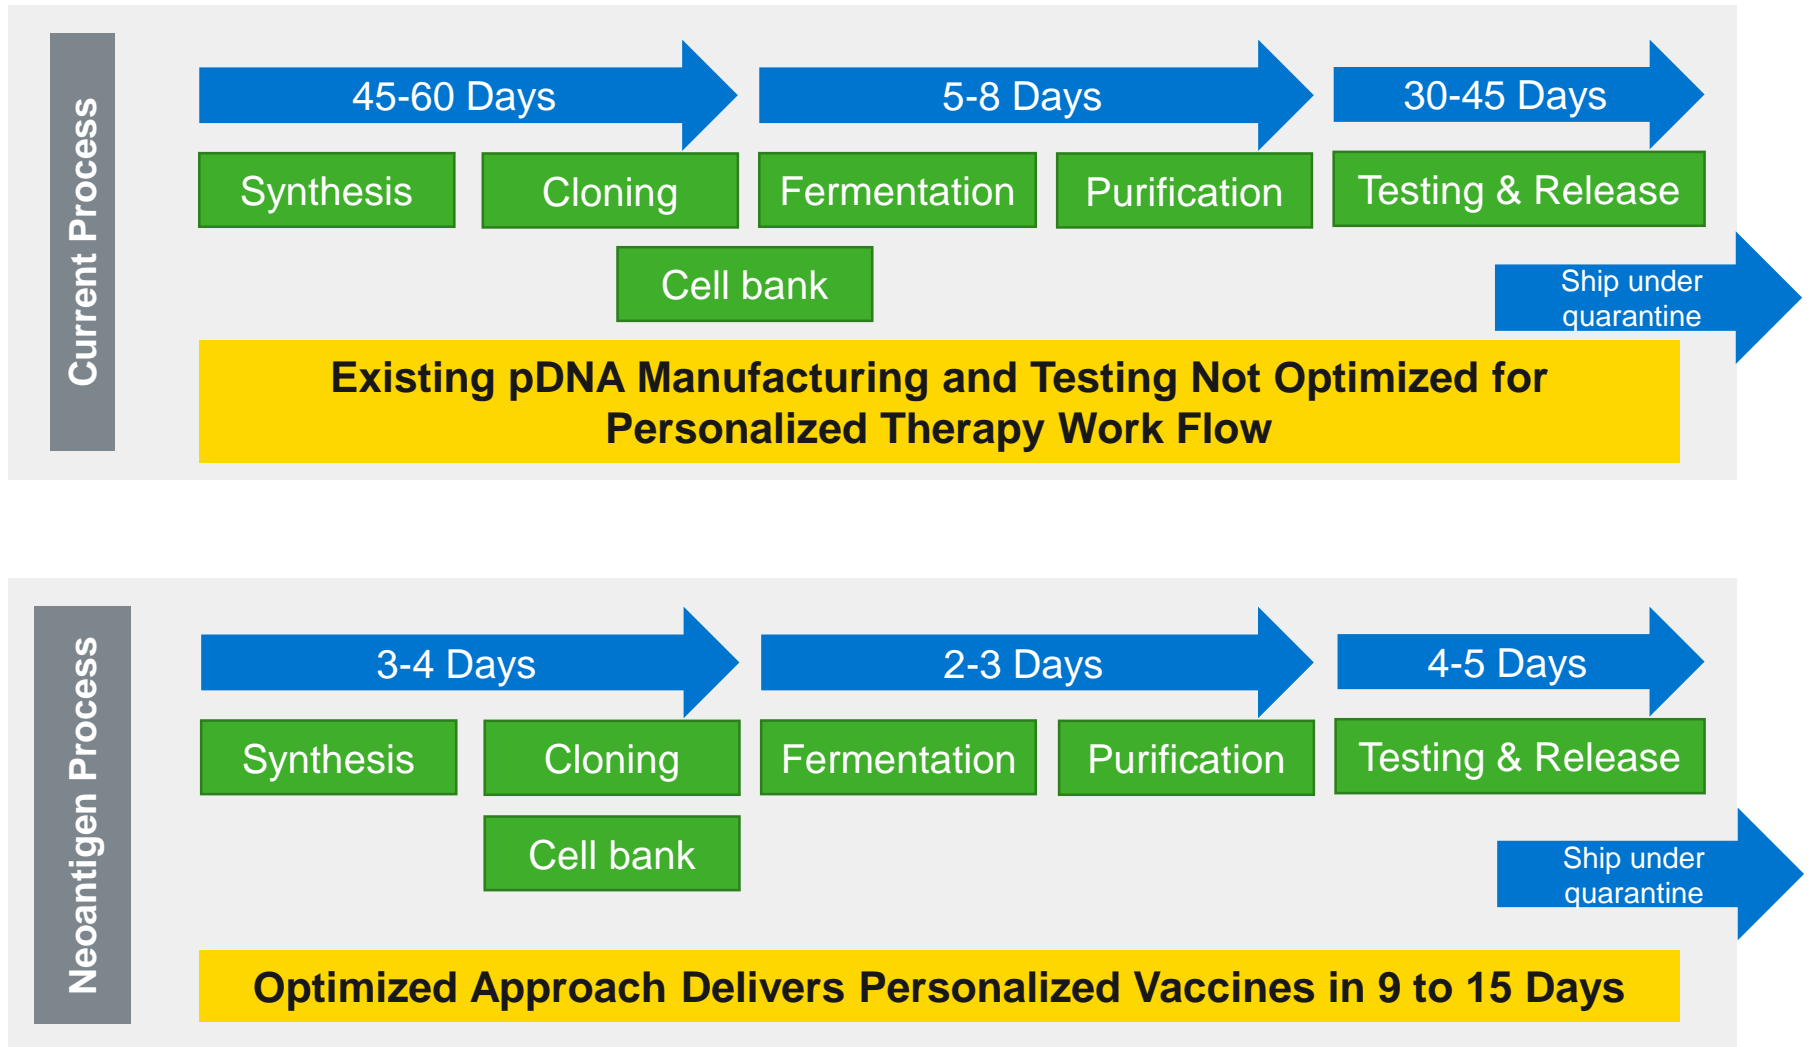 Current Process
45-60 Days
5-8 Days
30-45 Days
Synthesis
Cloning
Fermentation
Purification
Testing & Release
Cell bank
Ship under
quarantine
Existing pDNA Manufacturing and Testing Not Optimized for
Personalized Therapy Work Flow
Neoantigen Process
3-4 Days
2-3 Days
4-5 Days
Synthesis
Cloning
Fermentation
Purification
Testing & Release
Cell bank
Ship under
quarantine
Optimized Approach Delivers Personalized Vaccines in 9 to 15 Days